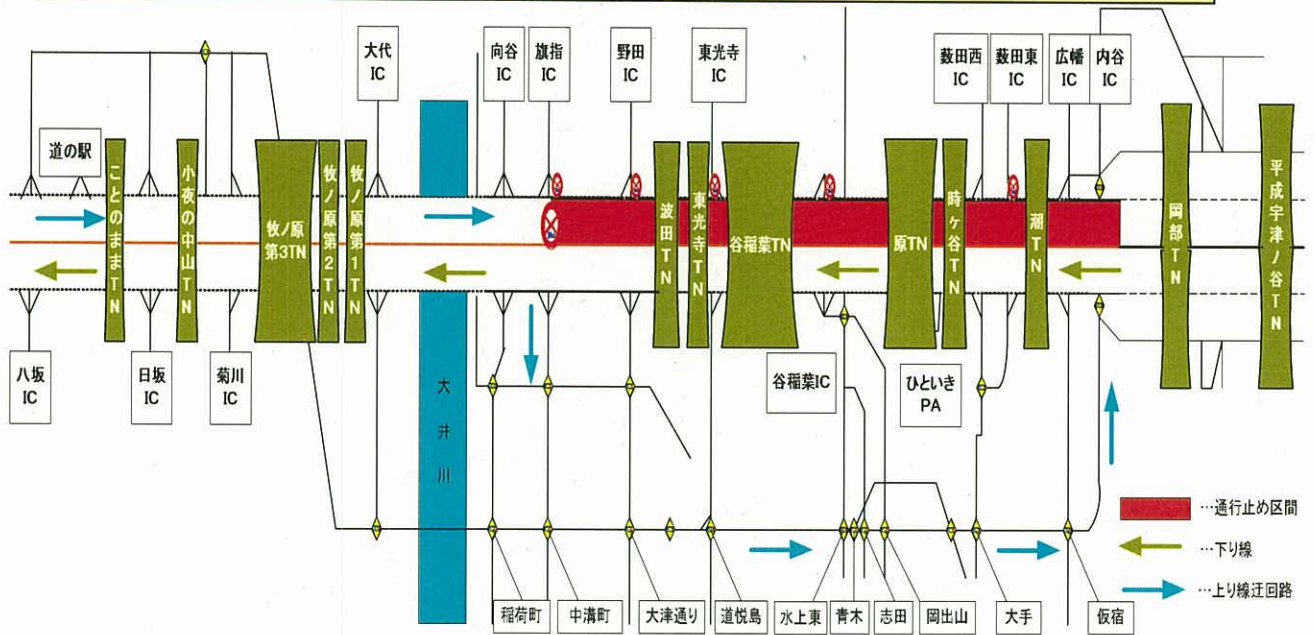 大代
IC
向谷
IC
旗指
IC
野田
IC
東光寺
IC
薮田西
IC
薮田東
IC
広幡
IC
内谷
IC
道の駅
ことのままTN
小夜の中山TN
牧ノ原
第3TN
牧ノ原第2TN
牧ノ原第1TN
波田TN
東光寺TN
谷稲葉TN
原TN
時ヶ谷TN
潮TN
岡部TN
平成宇津ノ谷TN
八坂
IC
日坂
IC
菊川
IC
大井川
谷稲葉IC
ひといき
PA
…通行止め区間
…下り線
…上り線迂回路
稲荷町
中溝町
大津通り
道悦島
水上東
青木
志田
岡出山
大手
仮宿